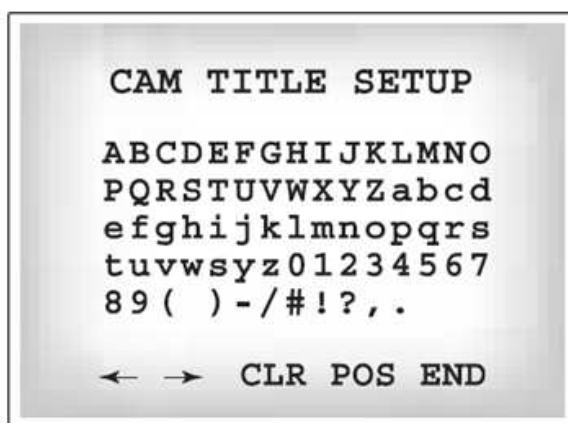 CAM TITLE SETUP
ABCDEFGHIJKLMNO
PQRSTUVWXYZabcd
efghijklmnopqrs
tuvwsyz01234567
89( )-/#!?,.
← → CLR POS END